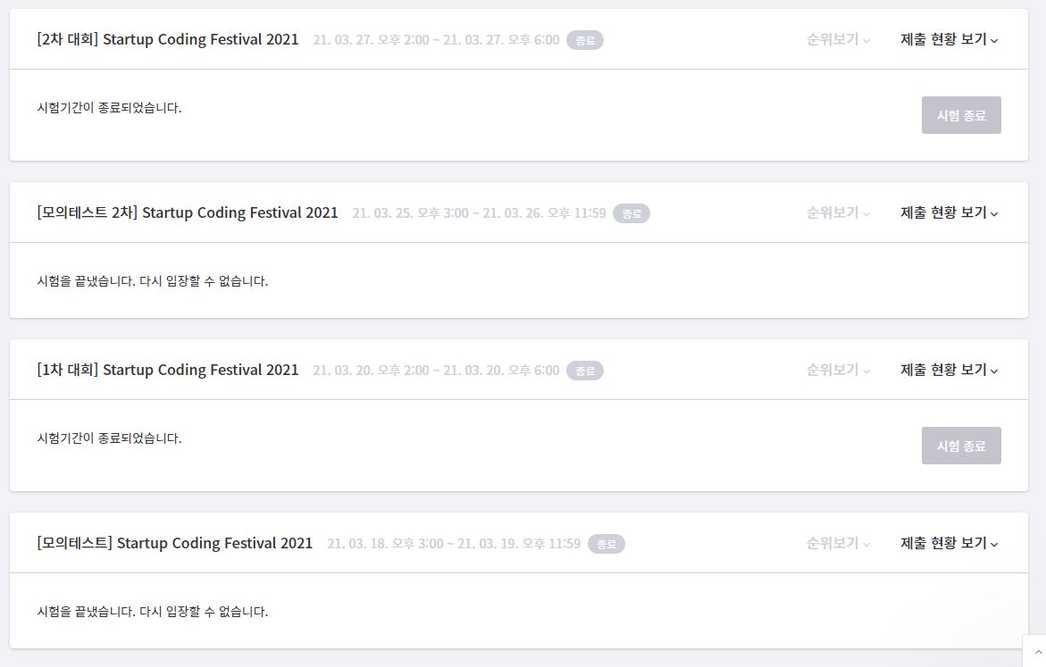 [2차 대회] Startup Coding Festival 2021 21. 03. 27. 오후 2:00 ~ 21. 03. 27. 오후 6:00 종료 순위보기 제출 현황 보기
시험기간이 종료되었습니다.
시험 종료
[모의테스트 2차] Startup Coding Festival 2021 21. 03. 25. 오후 3:00 ~ 21. 03. 26. 오후 11:59 종료 순위보기 제출 현황 보기
시험을 끝냈습니다. 다시 입장할 수 없습니다.
[1차 대회] Startup Coding Festival 2021 21. 03. 20. 오후 2:00 ~ 21. 03. 20. 오후 6:00 종료 순위보기 제출 현황 보기
시험기간이 종료되었습니다.
시험 종료
[모의테스트] Startup Coding Festival 2021 21. 03. 18. 오후 3:00 ~ 21. 03. 19. 오후 11:59 종료 순위보기 제출 현황 보기
시험을 끝냈습니다. 다시 입장할 수 없습니다.